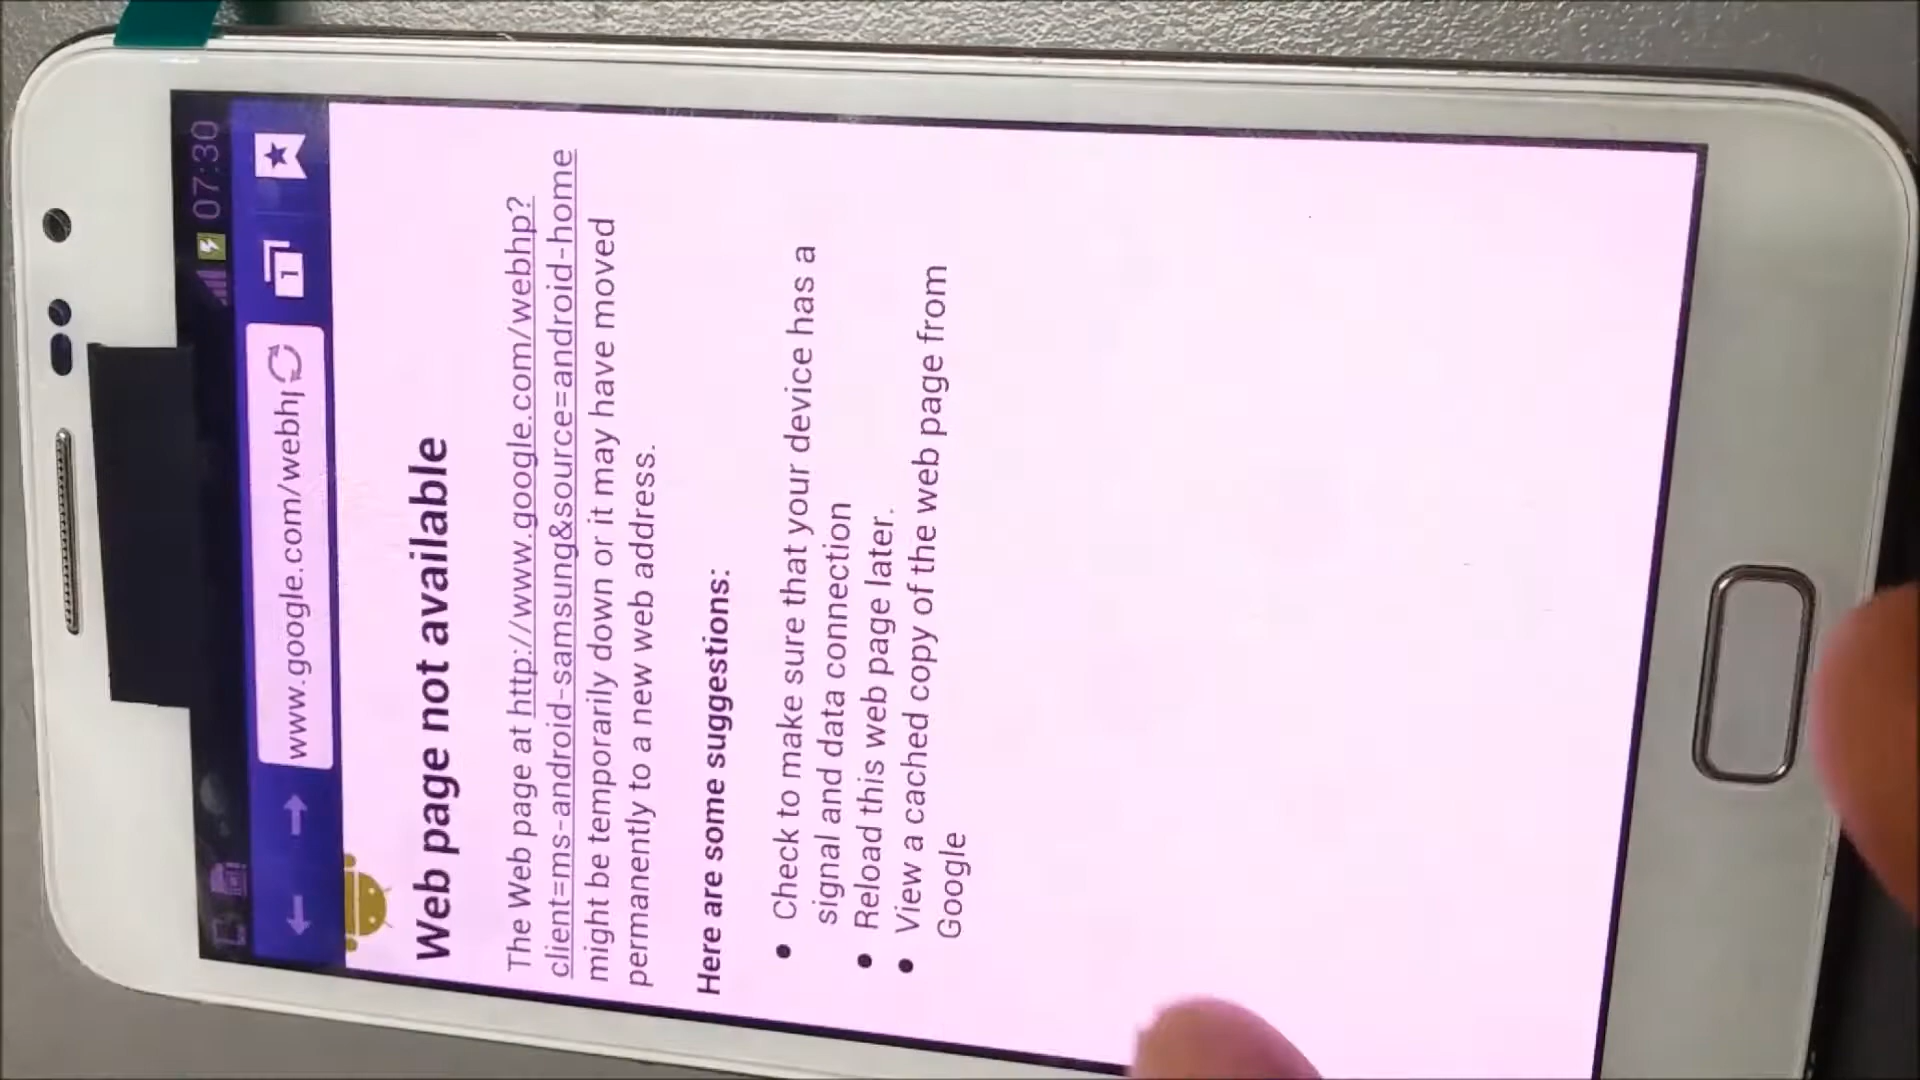 07:30
1
www.google.com/webhp
Web page not available
The Web page at http://www.google.com/webhp?
client=ms-android-samsung&source=android-home
might be temporarily down or it may have moved
permanently to a new web address.
Here are some suggestions:
• Check to make sure that your device has a
signal and data connection
• Reload this web page later.
• View a cached copy of the web page from
Google